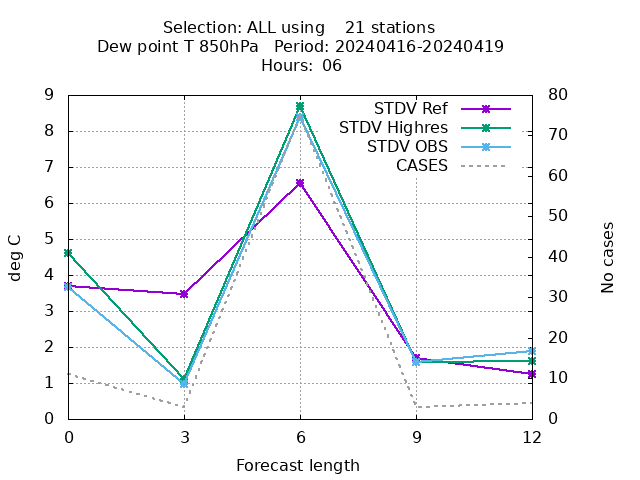 Selection: ALL using    21 stations
Dew point T 850hPa   Period: 20240416-20240419
Hours:  06
STDV Ref
STDV Highres
STDV OBS
CASES
deg C
9
8
7
6
5
4
3
2
1
0
80
70
60
50
40
30
20
10
0
No cases
0 3 6 9 12
Forecast length